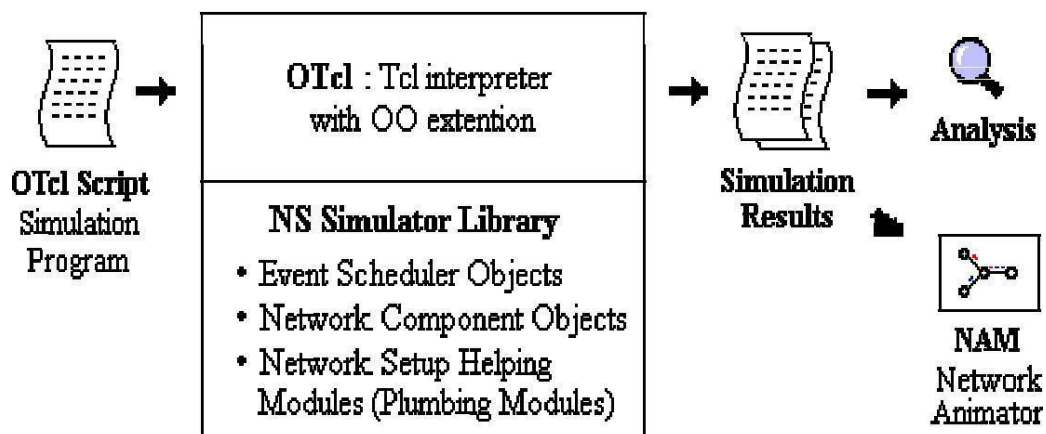 OTcl Script
Simulation
Program
OTcl : Tcl interpreter
with OO extention
NS Simulator Library
• Event Scheduler Objects
• Network Component Objects
• Network Setup Helping
Modules (Plumbing Modules)
Simulation
Results
Analysis
NAM
Network
Animator